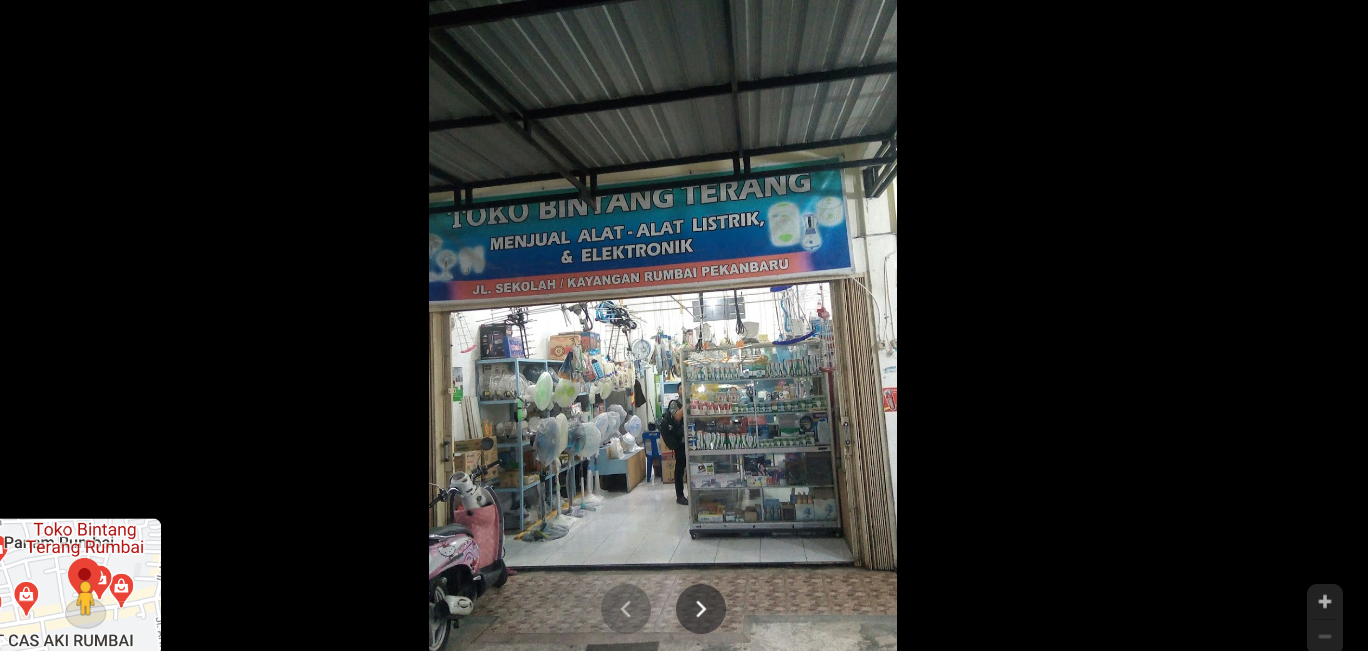 TOKO BINTANG TERANG
MENJUAL ALAT - ALAT LISTRIK,
& ELEKTRONIK
JL. SEKOLAH / KAYANGAN RUMBAI PEKANBARU
Toko Bintang
Terang Rumbai
CAS AKI RUMBAI